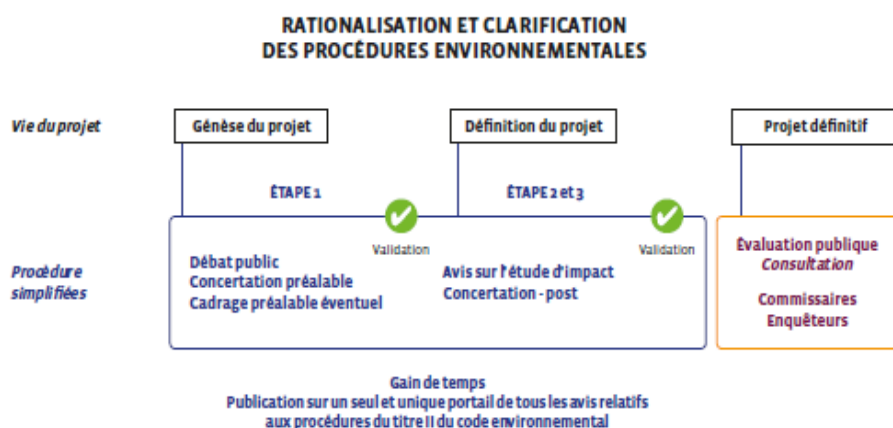 RATIONALISATION ET CLARIFICATION
DES PROCÉDURES ENVIRONNEMENTALES
Vie du projet
Génèse du projet
Définition du projet
Projet définitif
ÉTAPE 1
ÉTAPE 2 et 3
Procédure
simplifiées
Débat public
Concertation préalable
Cadrage préalable éventuel
Validation
Avis sur l'étude d'impact
Concertation - post
Validation
Évaluation publique
Consultation
Commissaires
Enquêteurs
Gain de temps
Publication sur un seul et unique portail de tous les avis relatifs
aux procédures du titre II du code environnemental